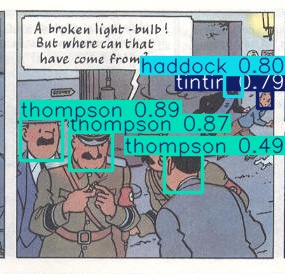 A broken light-bulb!
But where can that
have come from?
haddock 0.80
tintin 0.79
thompson 0.89
thompson 0.87
thompson 0.49